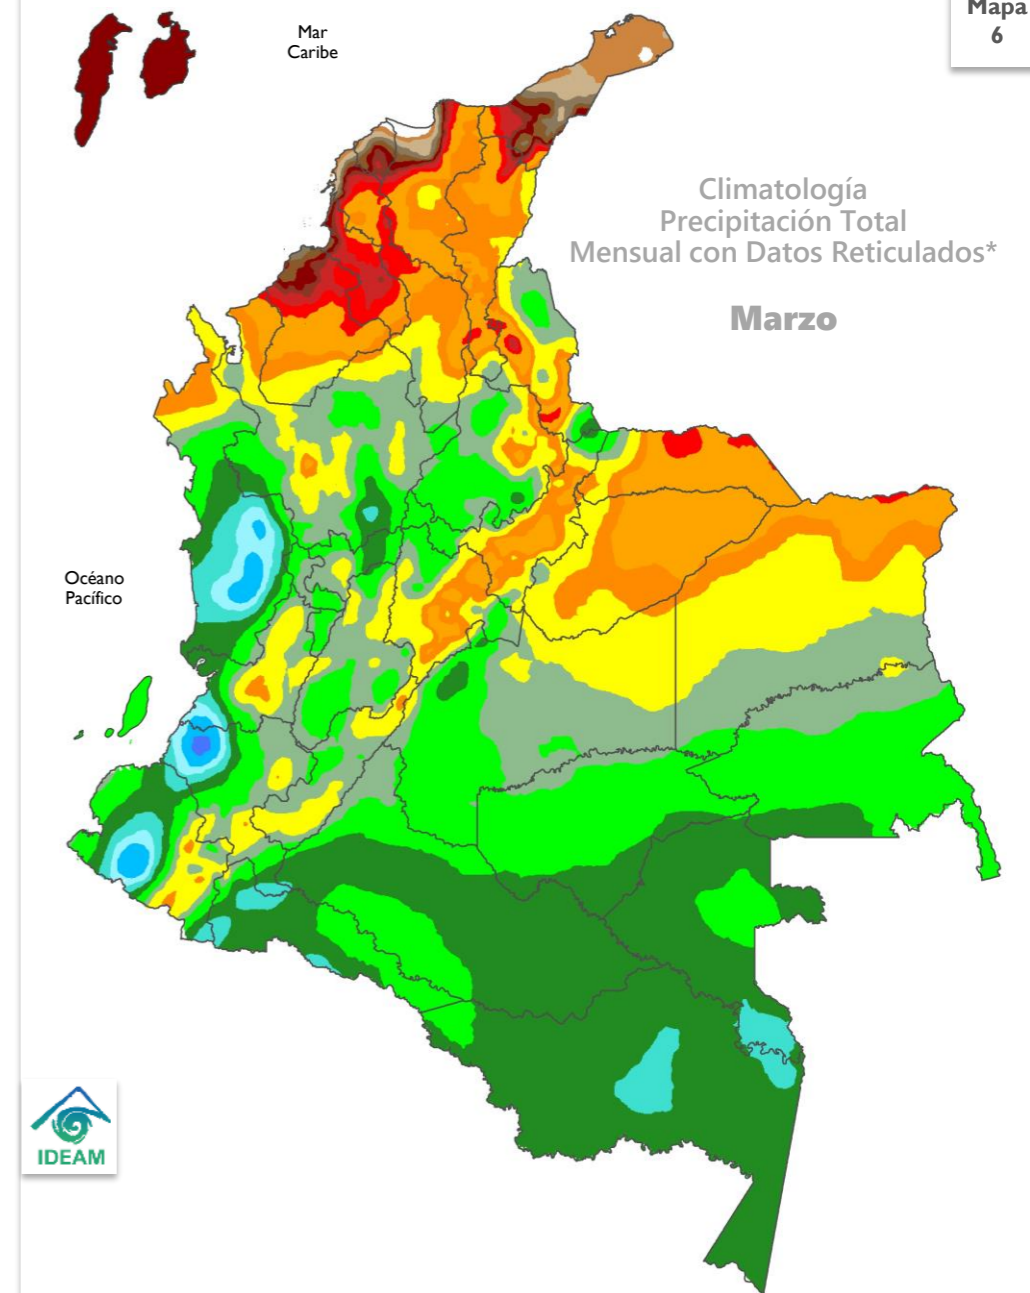 Mapa
6
Mar
Caribe
Climatología
Precipitación Total
Mensual con Datos Reticulados*
Marzo
Océano
Pacífico
IDEAM